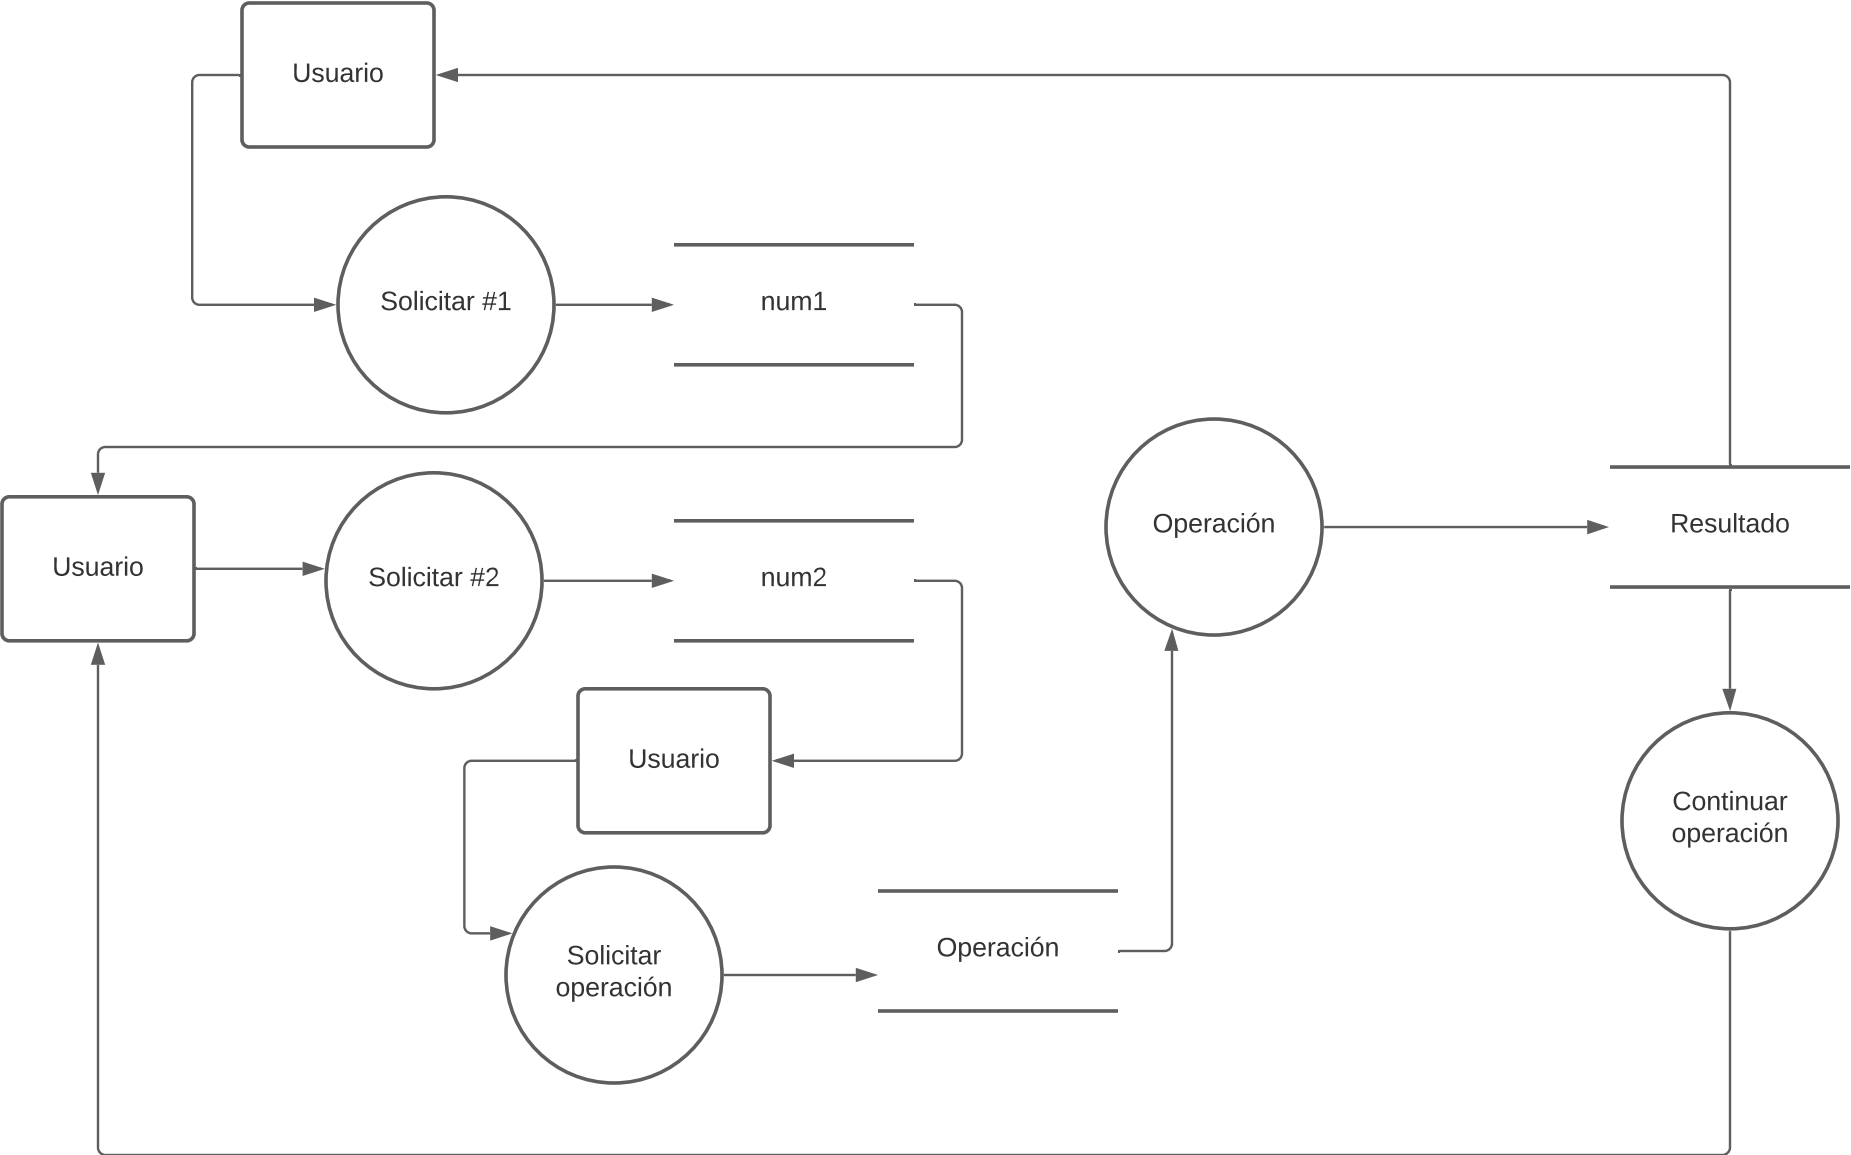 Usuario
Solicitar #1
num1
Usuario
Solicitar #2
num2
Operación
Resultado
Usuario
Continuar
operación
Solicitar
operación
Operación